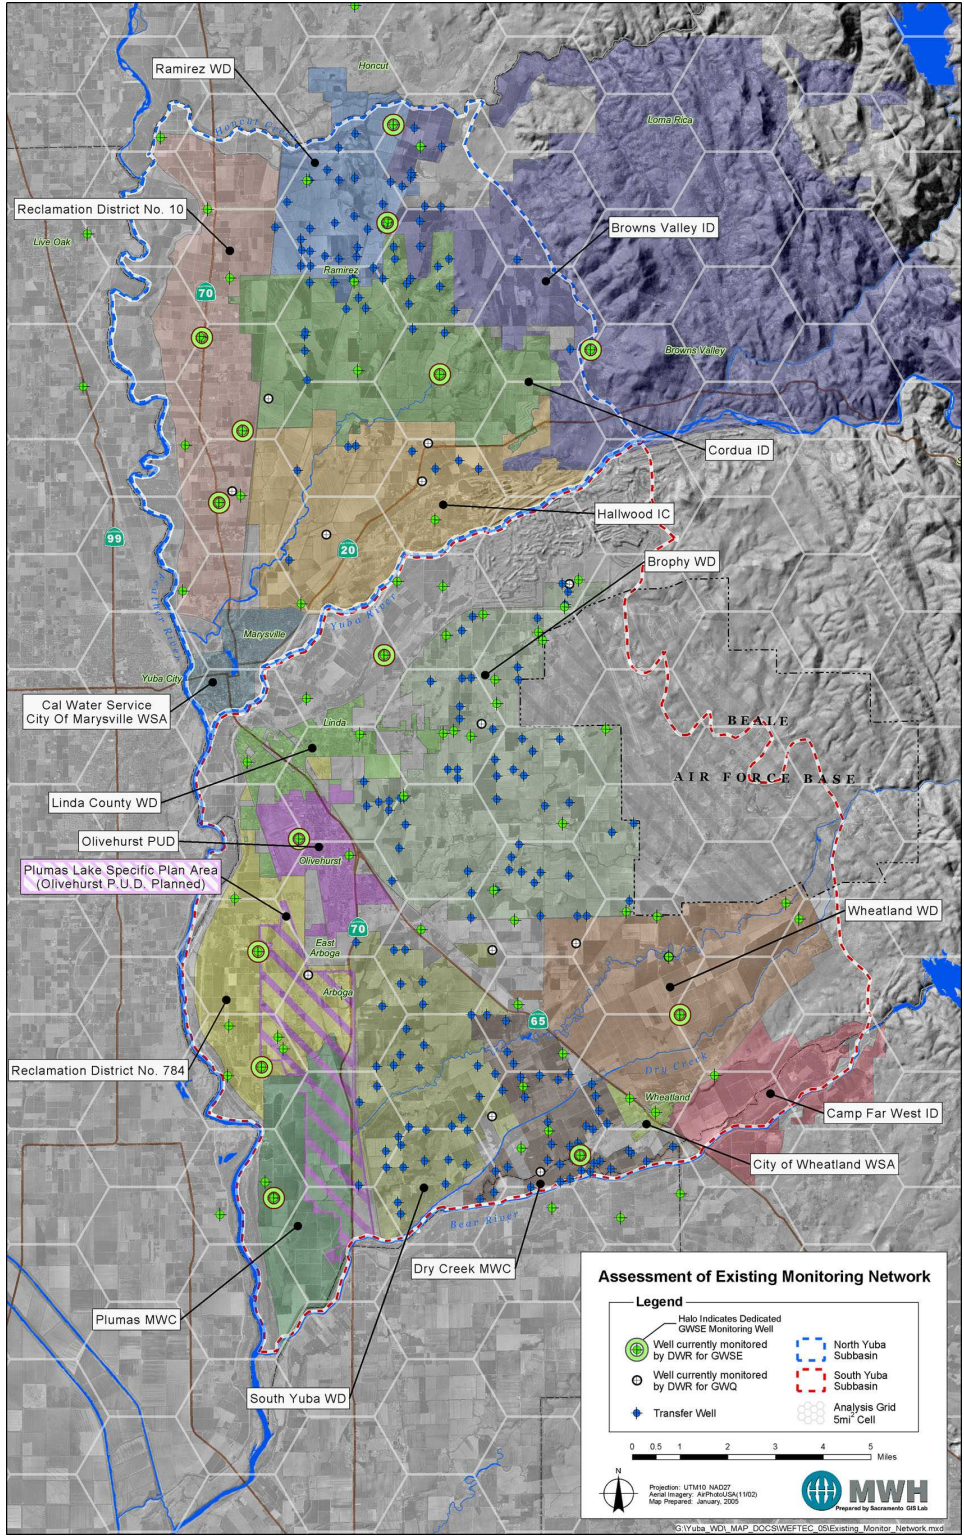 Honcut
Ramirez WD
Honcut Creek
Loma Rica
Reclamation District No. 10
Live Oak
Browns Valley ID
Ramirez
70
Browns Valley
Cordua ID
Hallwood IC
99
20
Brophy WD
Feather River
Yuba River
Marysville
Yuba City
Cal Water Service
City Of Marysville WSA
Linda
BEALE
AIR FORCE BASE
Linda County WD
Olivehurst PUD
Olivehurst
Plumas Lake Specific Plan Area
(Olivehurst P.U.D. Planned)
Wheatland WD
70
East
Arboga
Arboga
65
Reclamation District No. 784
Dry Creek
Wheatland
Camp Far West ID
City of Wheatland WSA
Bear River
Dry Creek MWC
Plumas MWC
South Yuba WD
Assessment of Existing Monitoring Network
Legend
Halo Indicates Dedicated
GWSE Monitoring Well
Well currently monitored
by DWR for GWSE
North Yuba
Subbasin
Well currently monitored
by DWR for GWQ
South Yuba
Subbasin
Transfer Well
Analysis Grid
5mi² Cell
0 0.5 1 2 3 4 5
Miles
N
Projection: UTM10 NAD27
Aerial Imagery: AirPhotoUSA(11/02)
Map Prepared: January, 2005
MWH
Prepared by Sacramento GIS Lab
G:\Yuba_WD\_MAP_DOCS\WEFTEC_05\Existing_Monitor_Network.mxd